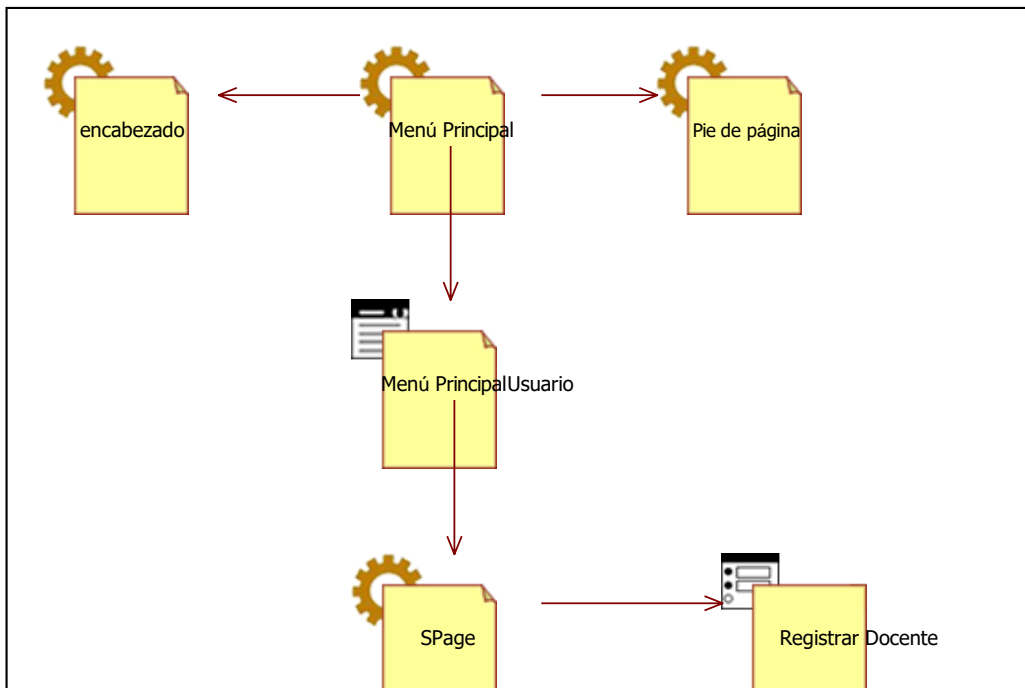 encabezado
Menú Principal
Pie de página
Menú PrincipalUsuario
SPage
Registrar Docente